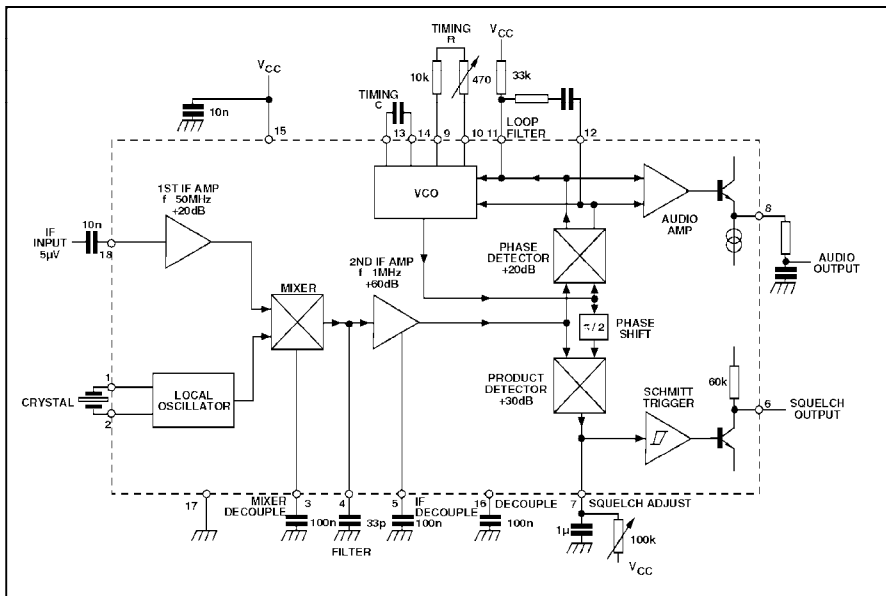 TIMING
R
VCC
10k
470
33k
VCC
10n
TIMING
C
LOOP
FILTER
15
13
14
9
10
11
12
1ST IF AMP
f 50MHz
+20dB
VCO
AUDIO
AMP
8
IF
INPUT
5µV
10n
18
2ND IF AMP
f 1MHz
+60dB
PHASE
DETECTOR
+20dB
AUDIO
OUTPUT
MIXER
π/2
PHASE
SHIFT
1
CRYSTAL
2
LOCAL
OSCILLATOR
PRODUCT
DETECTOR
+30dB
SCHMITT
TRIGGER
60k
6
SQUELCH
OUTPUT
17
MIXER
DECOUPLE
3
4
5
IF
DECOUPLE
16
DECOUPLE
7
SQUELCH ADJUST
100n
33p
100n
100n
1µ
100k
FILTER
VCC